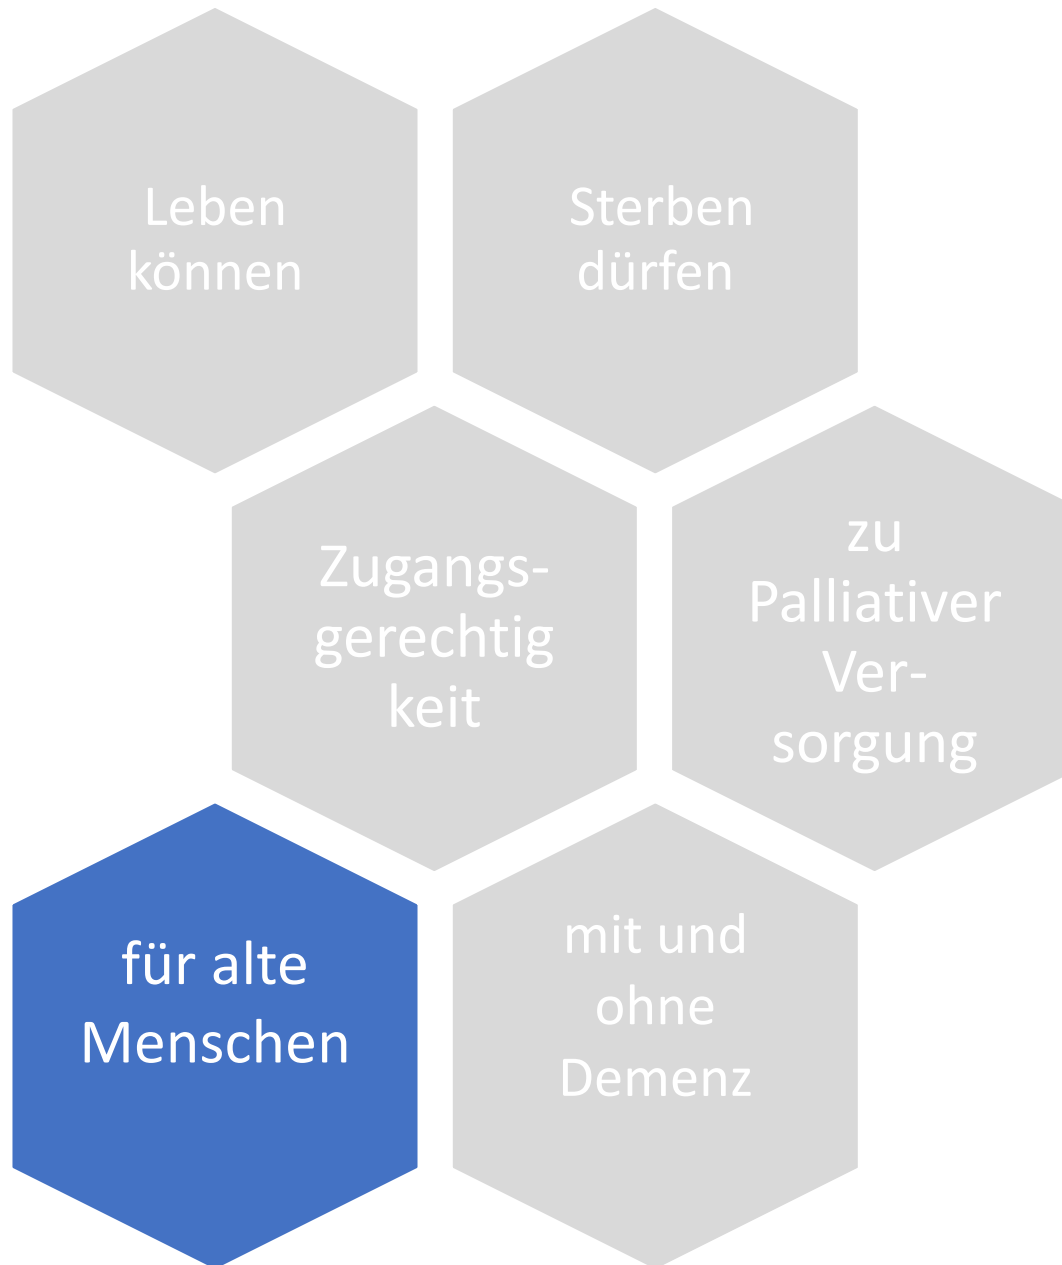 Leben
können
Sterben
dürfen
Zugangs-
gerechtig
keit
zu
Palliativer
Ver-
sorgung
für alte
Menschen
mit und
ohne
Demenz